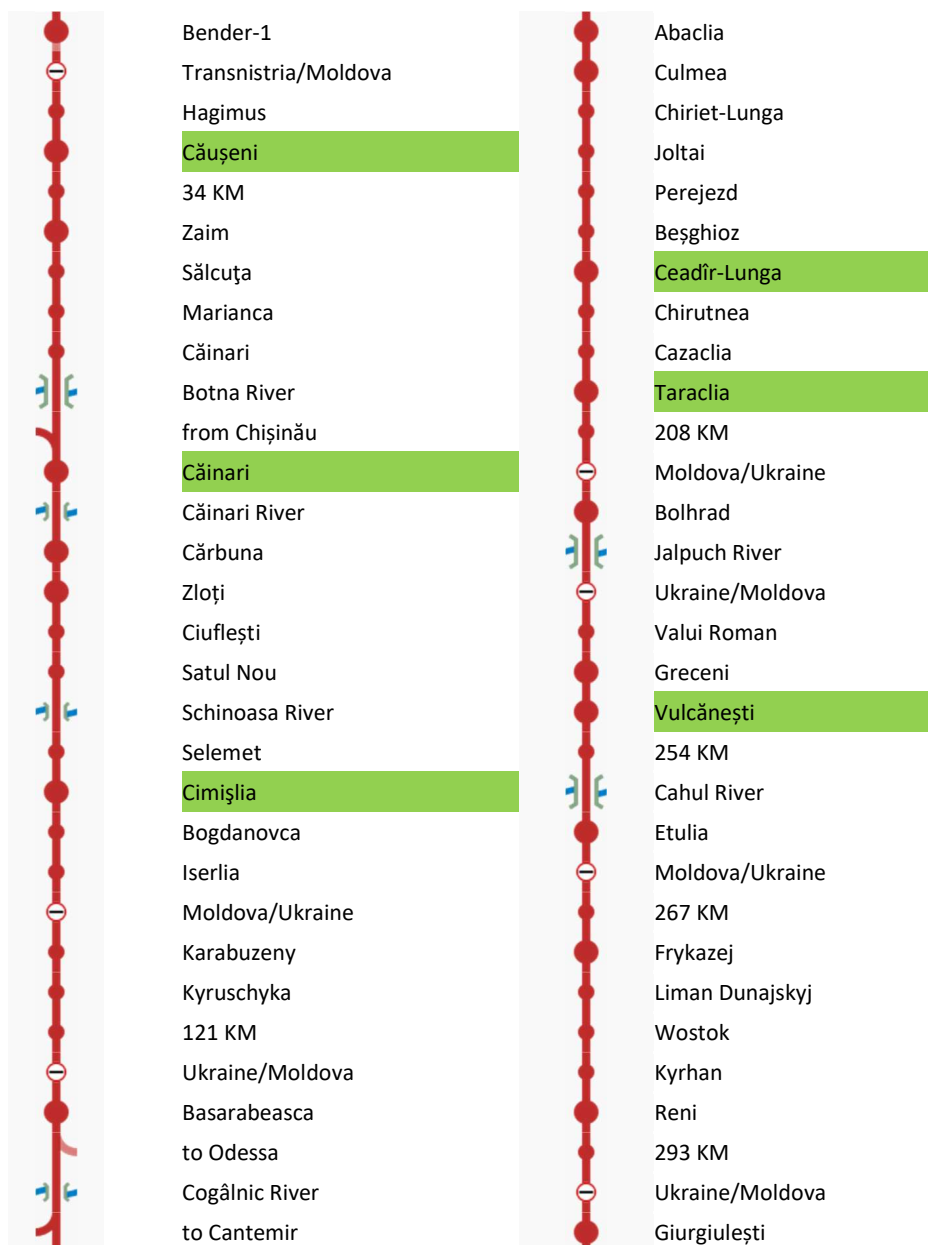 Bender-1
Transnistria/Moldova
Hagimus
Căușeni
34 KM
Zaim
Sălcuţa
Marianca
Căinari
Botna River
from Chișinău
Căinari
Căinari River
Cărbuna
Zloți
Ciuflești
Satul Nou
Schinoasa River
Selemet
Cimişlia
Bogdanovca
Iserlia
Moldova/Ukraine
Karabuzeny
Kyruschyka
121 KM
Ukraine/Moldova
Basarabeasca
to Odessa
Cogâlnic River
to Cantemir
Abaclia
Culmea
Chiriet-Lunga
Joltai
Perejezd
Beșghioz
Ceadîr-Lunga
Chirutnea
Cazaclia
Taraclia
208 KM
Moldova/Ukraine
Bolhrad
Jalpuch River
Ukraine/Moldova
Valui Roman
Greceni
Vulcănești
254 KM
Cahul River
Etulia
Moldova/Ukraine
267 KM
Frykazej
Liman Dunajskyj
Wostok
Kyrhan
Reni
293 KM
Ukraine/Moldova
Giurgiulești